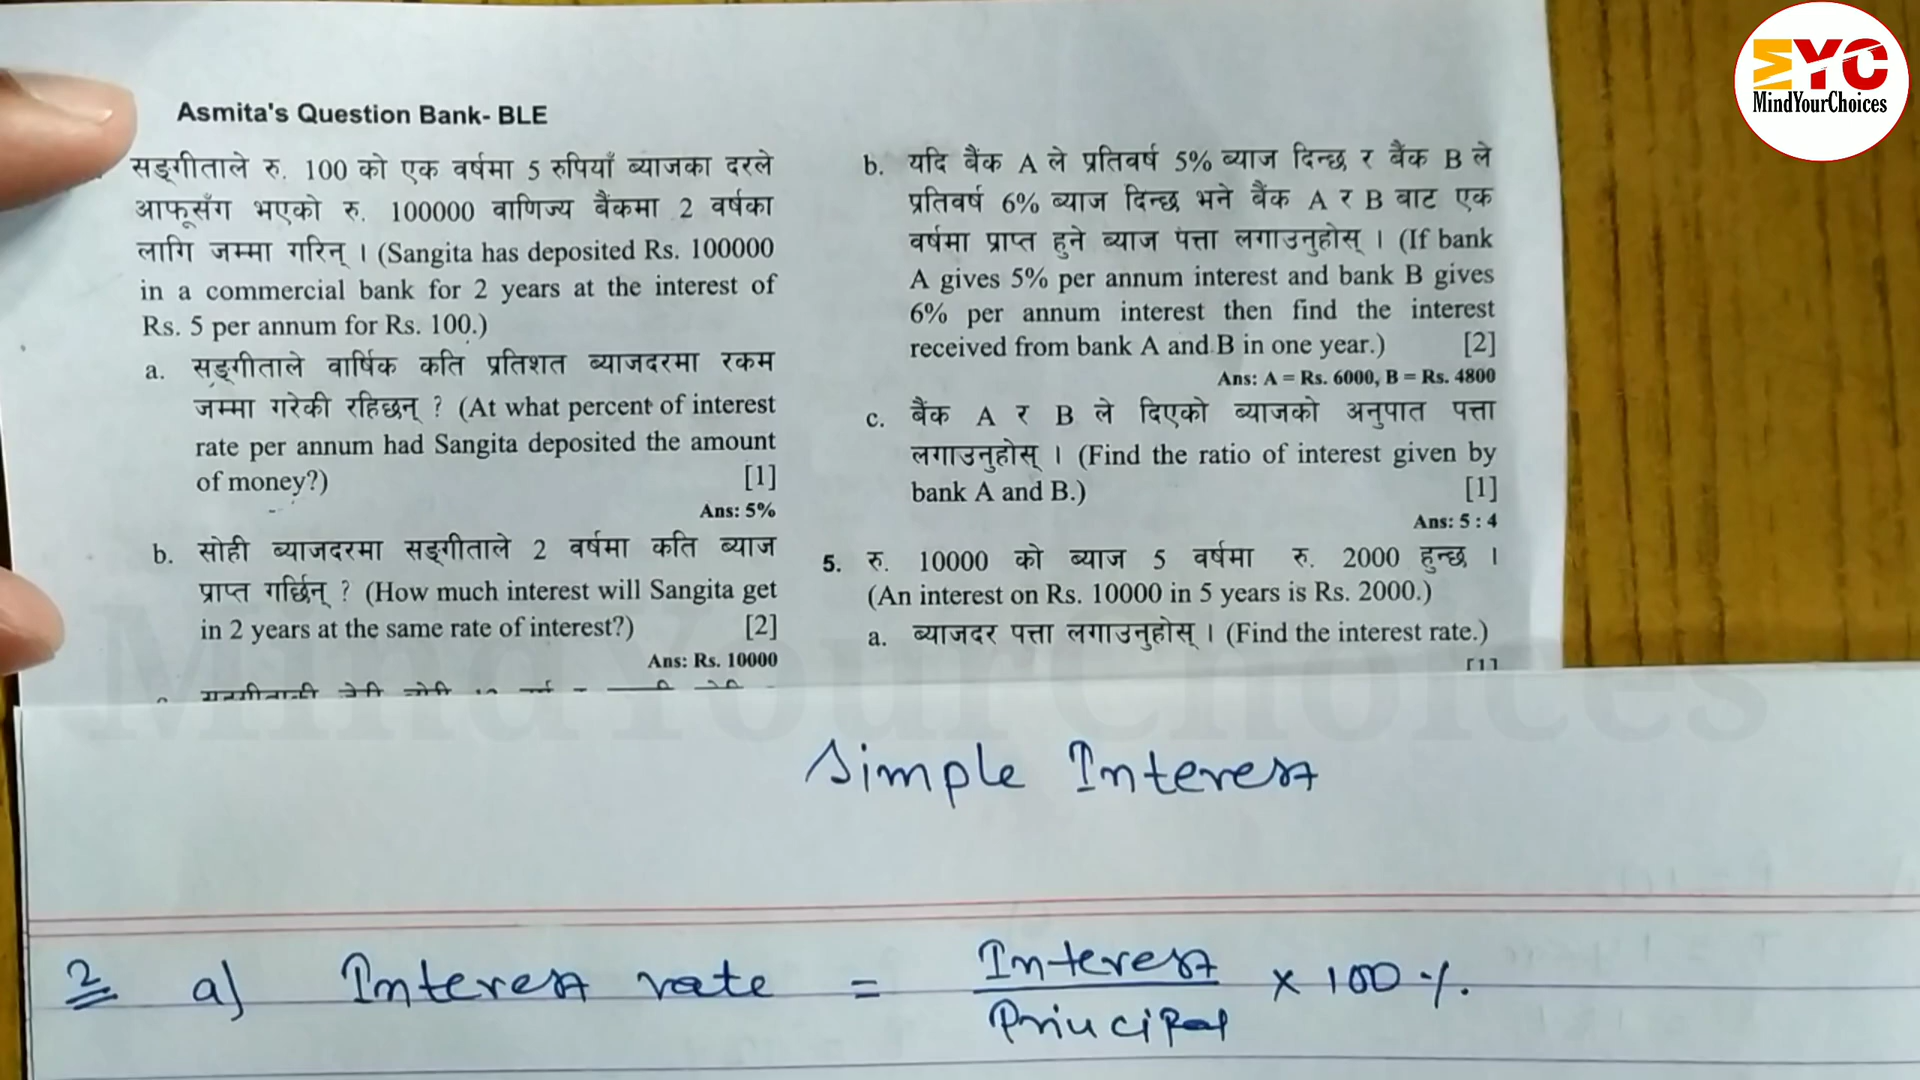 MYC
MindYourChoices
Asmita's Question Bank- BLE
सङ्गीताले रु. 100 को एक वर्षमा 5 रुपियाँ ब्याजका दरले
आफूसँग भएको रु. 100000 वाणिज्य बैंकमा 2 वर्षका
लागि जम्मा गरिन् । (Sangita has deposited Rs. 100000
in a commercial bank for 2 years at the interest of
Rs. 5 per annum for Rs. 100.)
a. सङ्गीताले वार्षिक कति प्रतिशत ब्याजदरमा रकम
जम्मा गरेकी रहिछन् ? (At what percent of interest
rate per annum had Sangita deposited the amount
of money?) [1]
Ans: 5%
b. सोही ब्याजदरमा सङ्गीताले 2 वर्षमा कति ब्याज
प्राप्त गर्छिन् ? (How much interest will Sangita get
in 2 years at the same rate of interest?) [2]
Ans: Rs. 10000
b. यदि बैंक A ले प्रतिवर्ष 5% ब्याज दिन्छ र बैंक B ले
प्रतिवर्ष 6% ब्याज दिन्छ भने बैंक A र B बाट एक
वर्षमा प्राप्त हुने ब्याज पत्ता लगाउनुहोस् । (If bank
A gives 5% per annum interest and bank B gives
6% per annum interest then find the interest
received from bank A and B in one year.) [2]
Ans: A = Rs. 6000, B = Rs. 4800
c. बैंक A र B ले दिएको ब्याजको अनुपात पत्ता
लगाउनुहोस् । (Find the ratio of interest given by
bank A and B.) [1]
Ans: 5 : 4
5. रु. 10000 को ब्याज 5 वर्षमा रु. 2000 हुन्छ ।
(An interest on Rs. 10000 in 5 years is Rs. 2000.)
a. ब्याजदर पत्ता लगाउनुहोस् । (Find the interest rate.)
[1]
MindYourChoices
Simple Interest
2 a) Interest rate = Interest / Principal × 100 %.